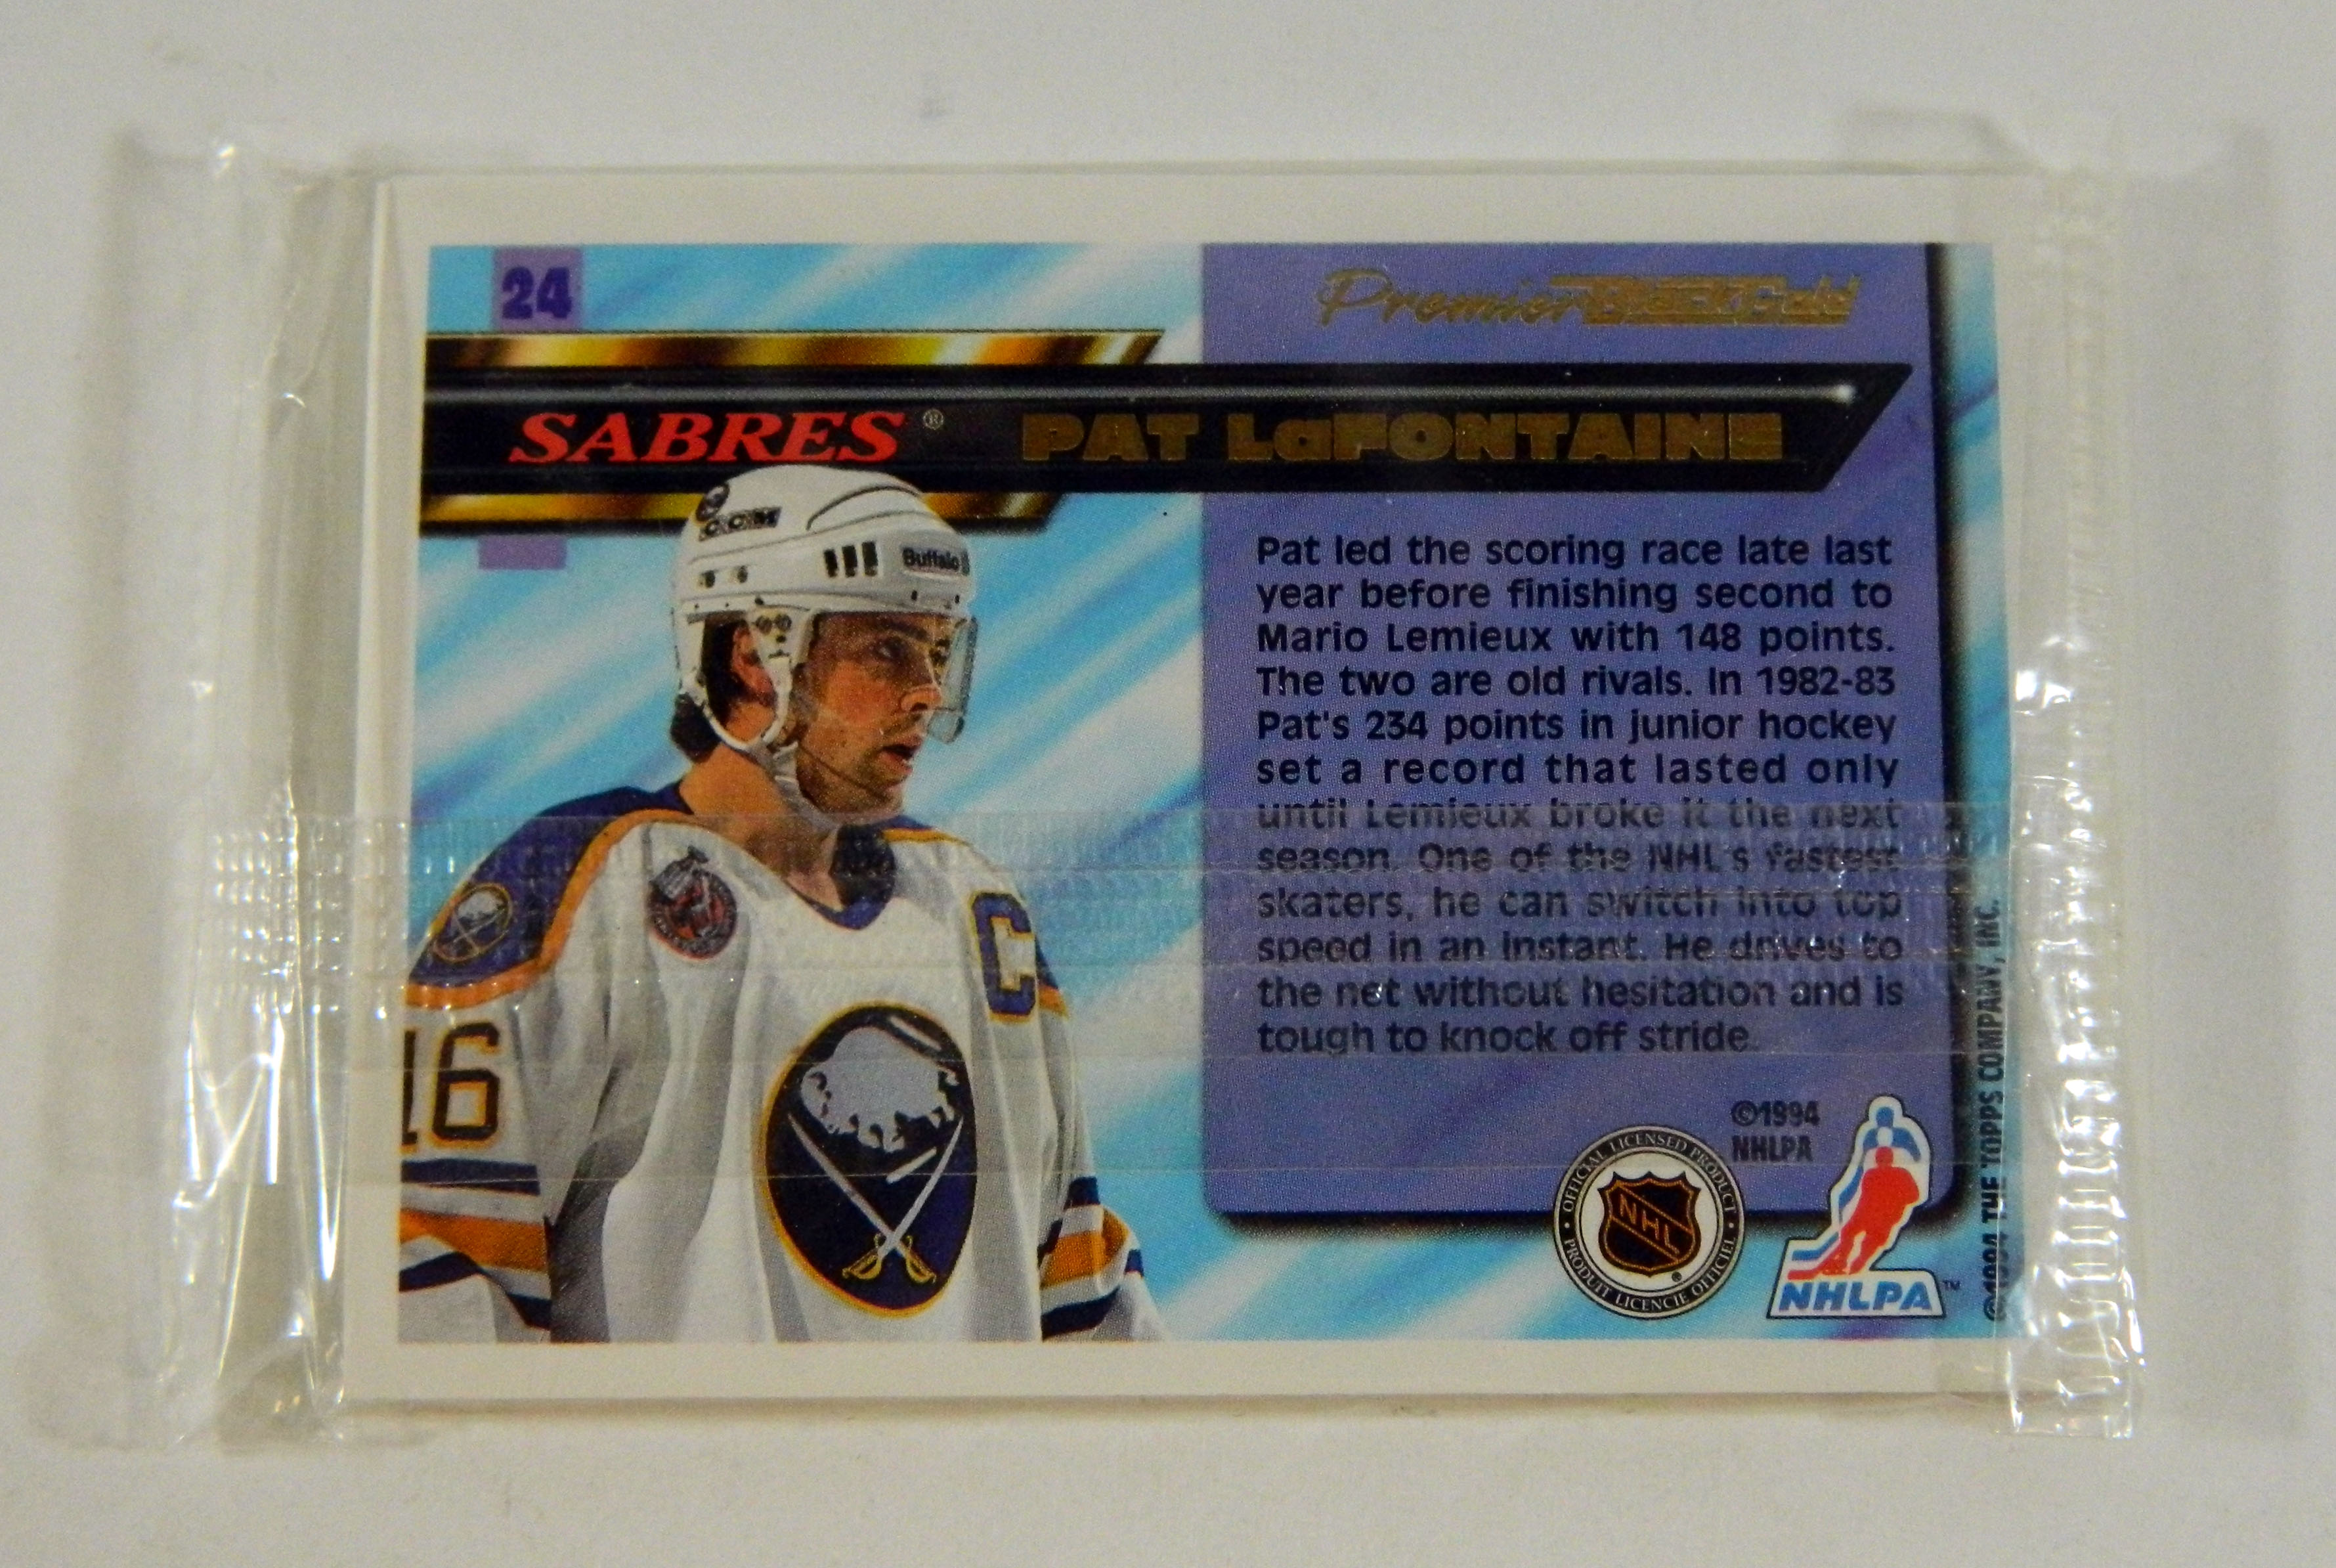 24
Premier Black Gold
SABRES ® PAT LaFONTAINE
CCM
Buffalo
Pat led the scoring race late last
year before finishing second to
Mario Lemieux with 148 points.
The two are old rivals. In 1982-83
Pat's 234 points in junior hockey
set a record that lasted only
until Lemieux broke it the next
season. One of the NHL's fastest
skaters, he can switch into top
speed in an instant. He drives to
the net without hesitation and is
tough to knock off stride.
C
16
©1994
NHLPA
OFFICIAL LICENSED PRODUCT
NHL ®
PRODUIT LICENCIE OFFICIEL
NHLPA ™
©1994 THE TOPPS COMPANY, INC.